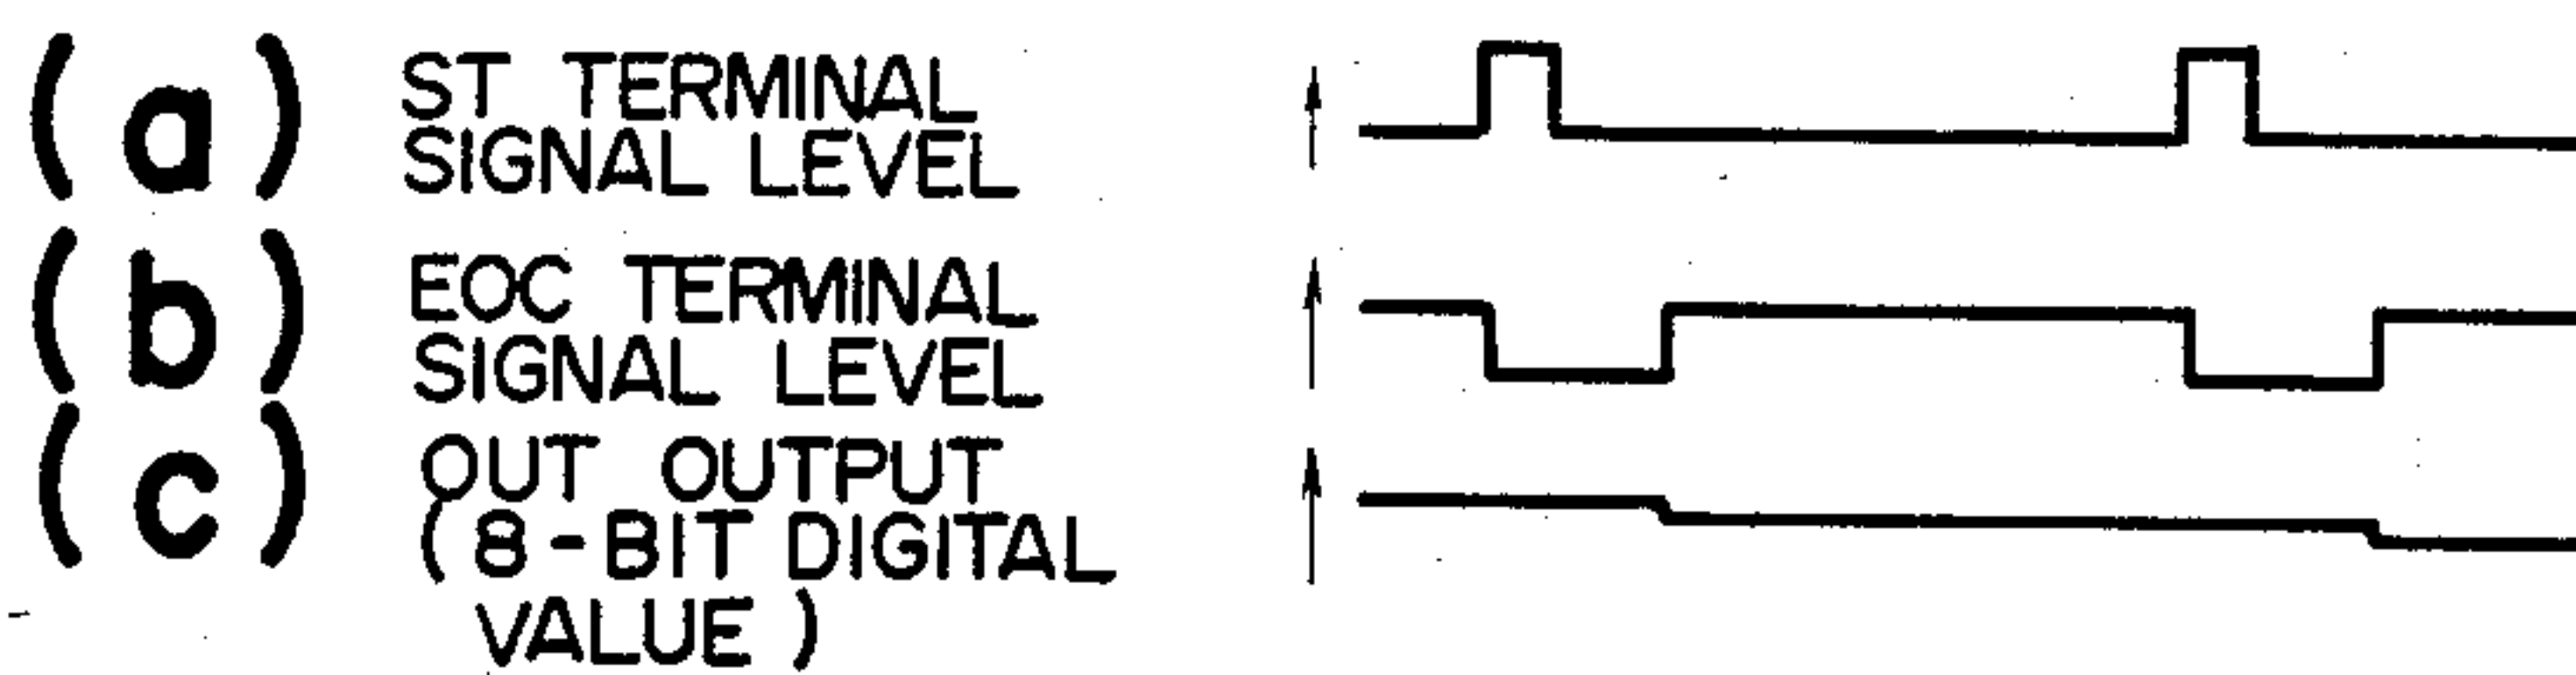 (a) ST TERMINAL
SIGNAL LEVEL
(b) EOC TERMINAL
SIGNAL LEVEL
(c) OUT OUTPUT
(8-BIT DIGITAL
VALUE)